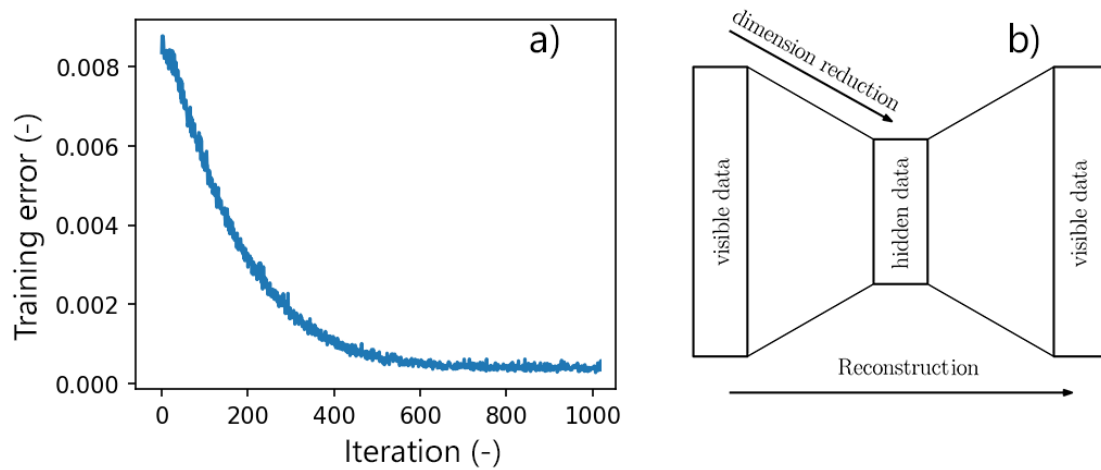 a)
0.008
0.006
0.004
0.002
0.000
Training error (-)
0 200 400 600 800 1000
Iteration (-)
b)
dimension reduction
visible data
hidden data
visible data
Reconstruction